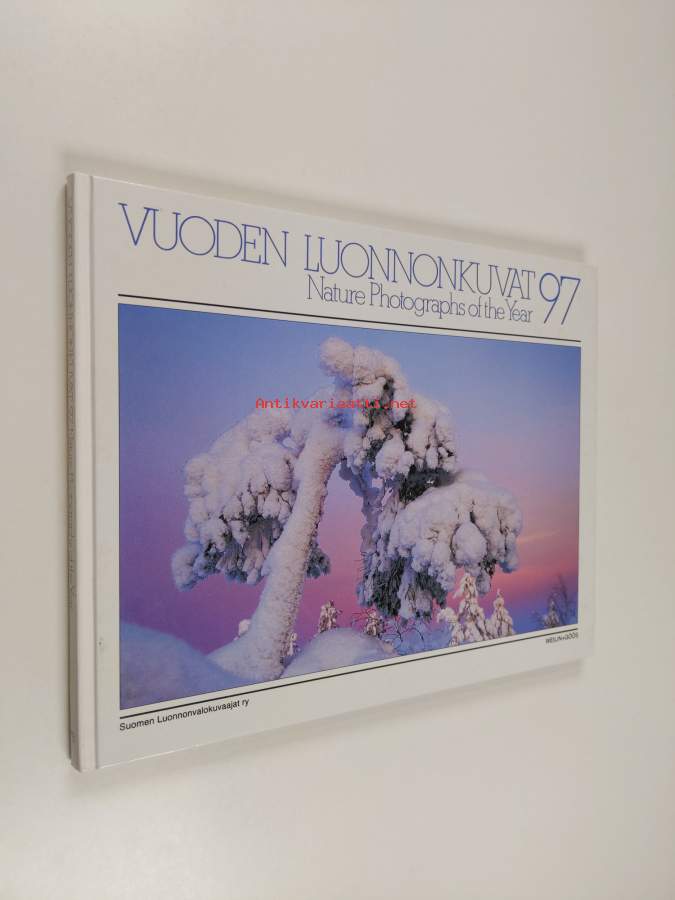 VUODEN LUONNONKUVAT 97
Nature Photographs of the Year
Antikvariaatti.net
WEILIN+GÖÖS
Suomen Luonnonvalokuvaajat ry